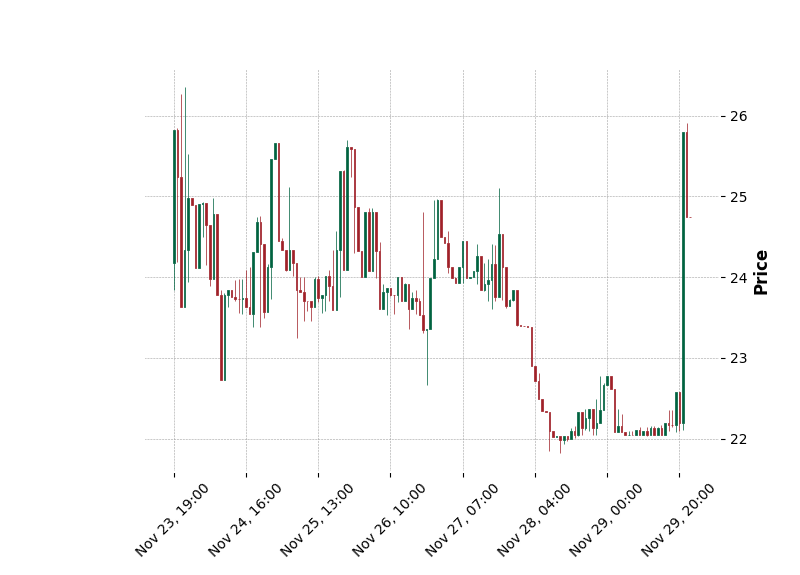 26
25
24
23
22
Price
Nov 23, 19:00
Nov 24, 16:00
Nov 25, 13:00
Nov 26, 10:00
Nov 27, 07:00
Nov 28, 04:00
Nov 29, 00:00
Nov 29, 20:00